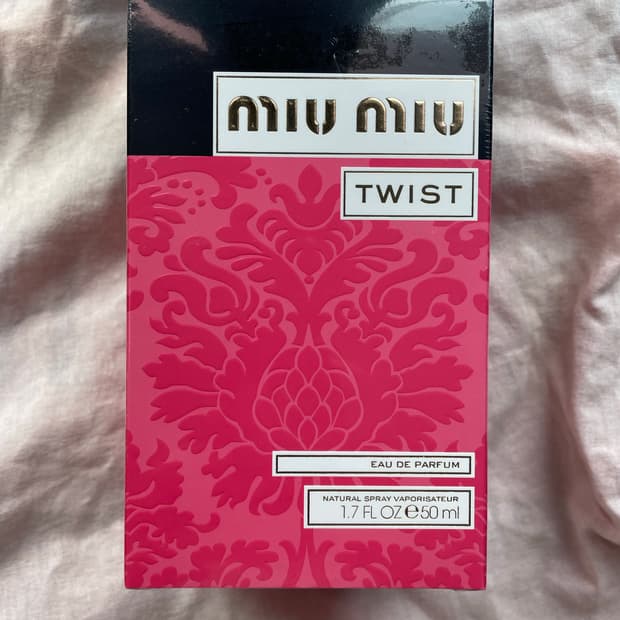 miu miu
TWIST
EAU DE PARFUM
NATURAL SPRAY VAPORISATEUR
1.7 FL OZ ℮ 50 ml